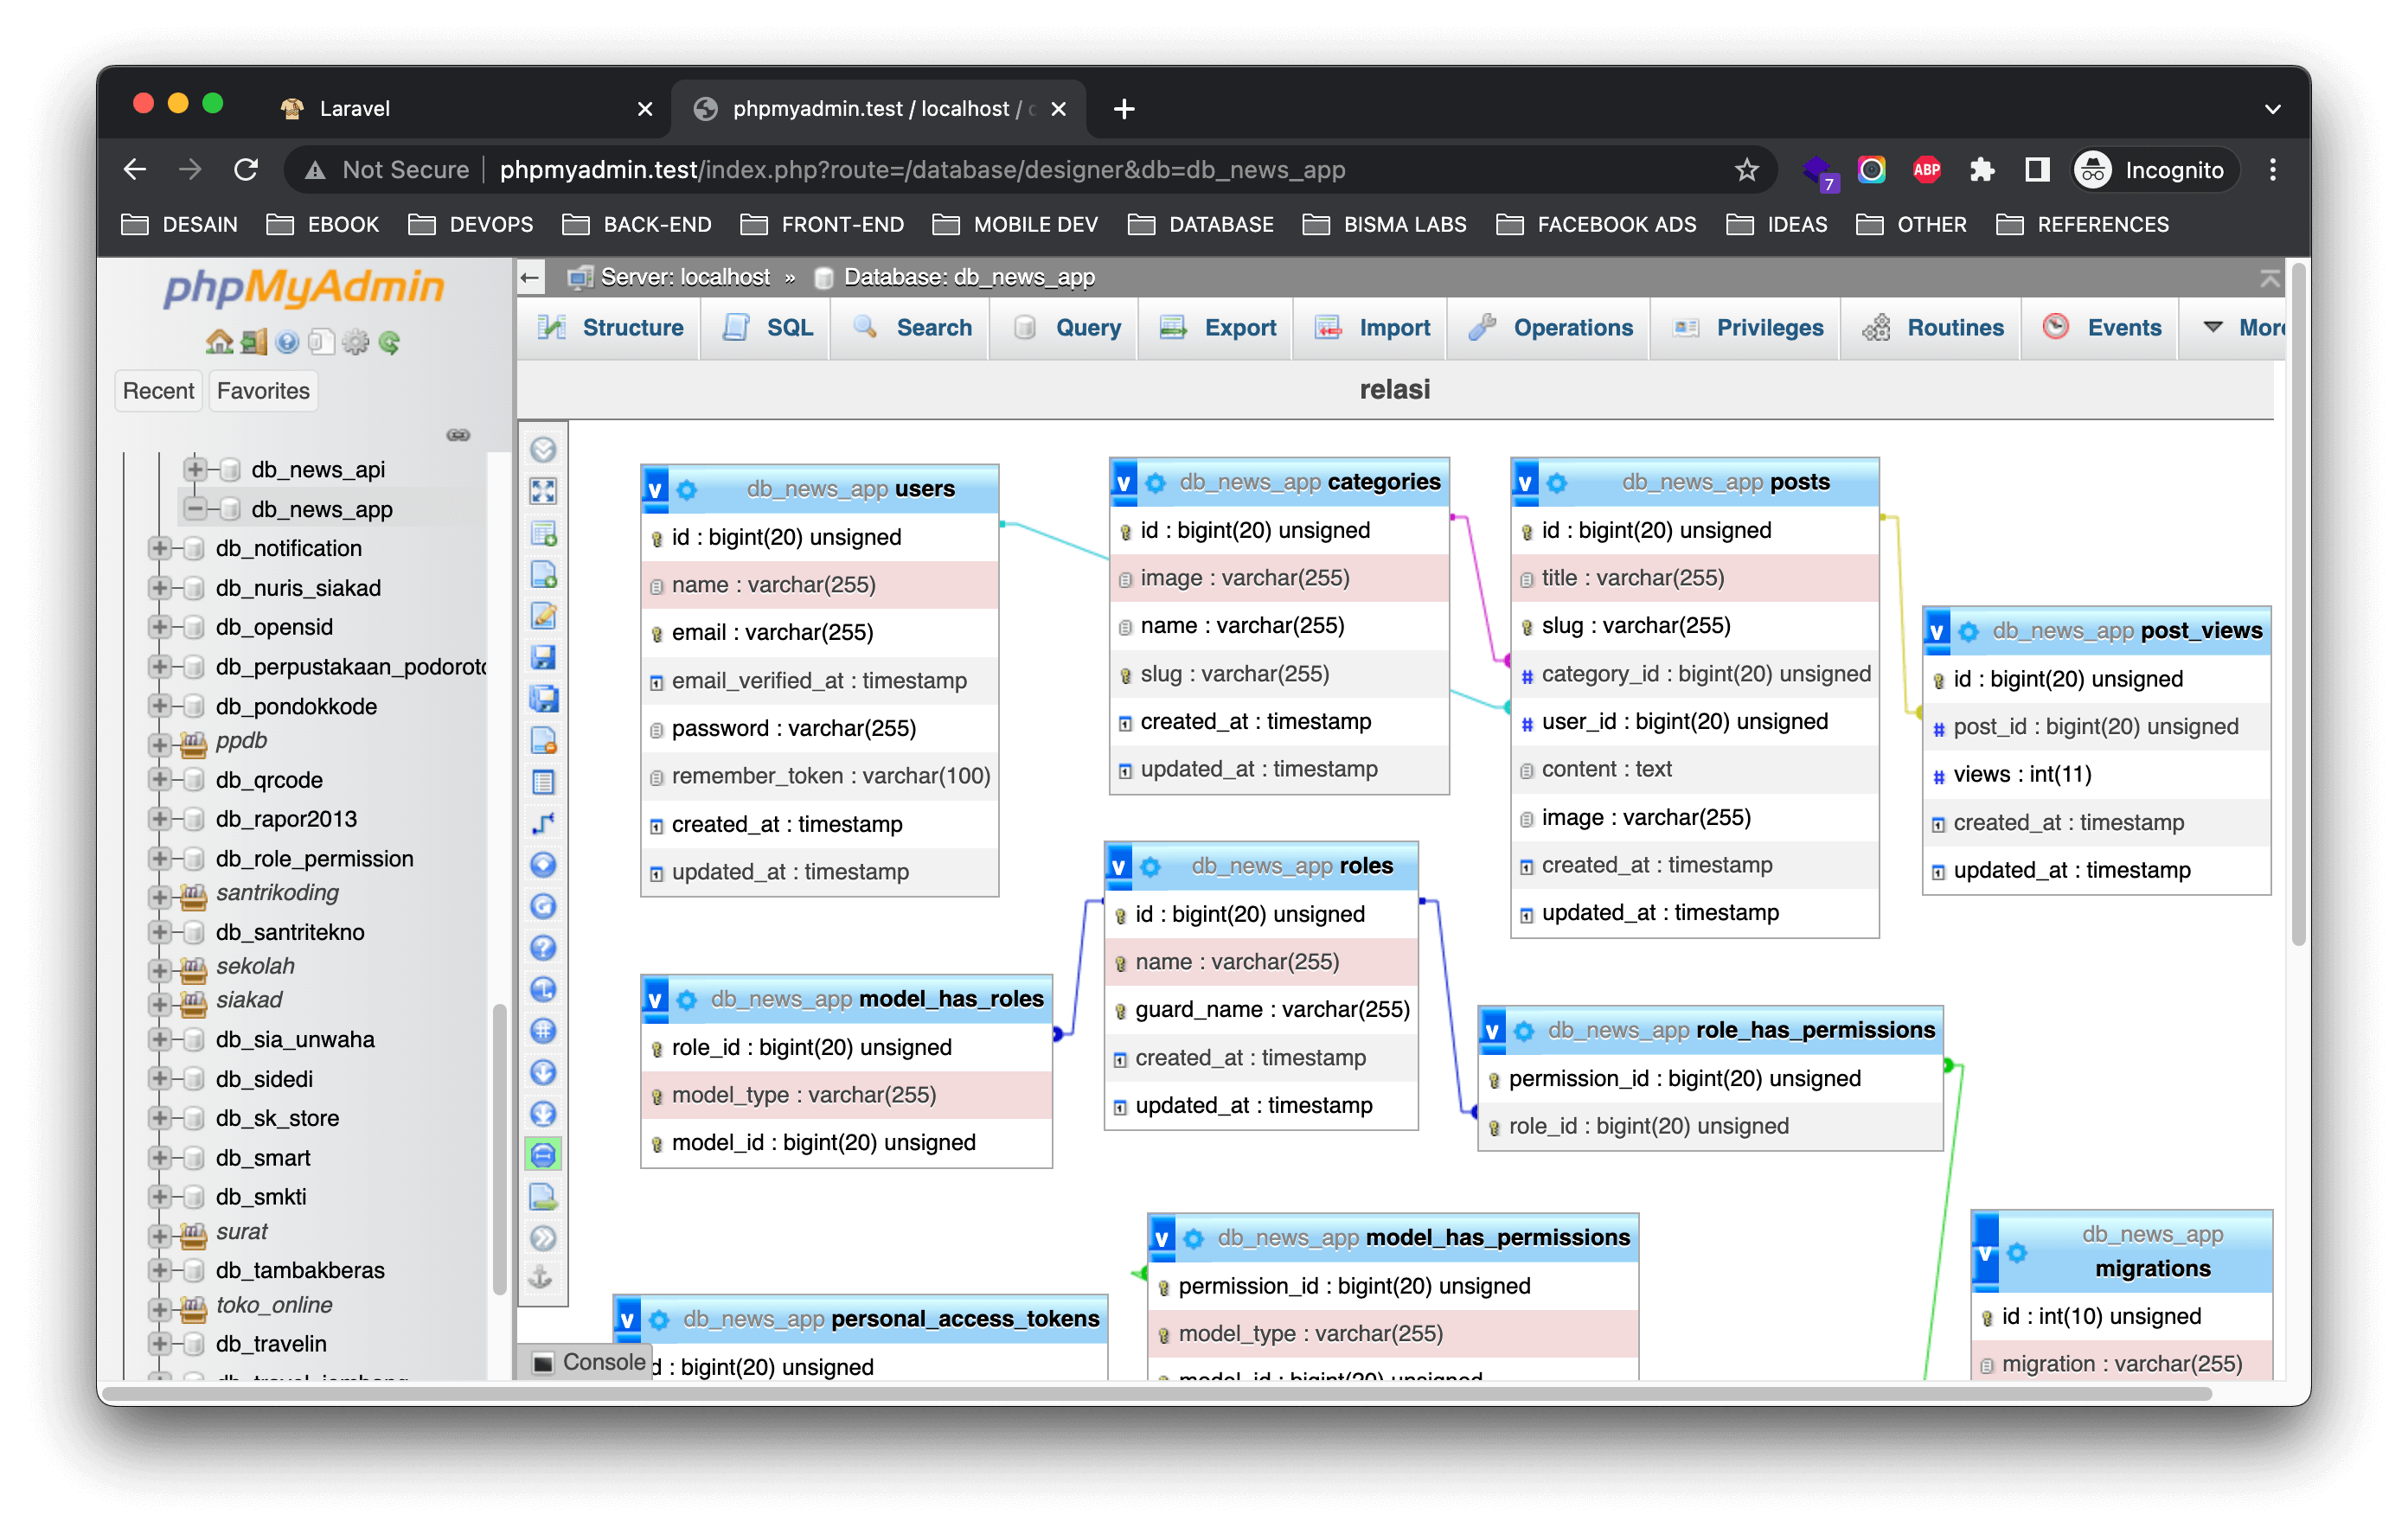 Laravel
phpmyadmin.test / localhost /
Not Secure
phpmyadmin.test/index.php?route=/database/designer&db=db_news_app
7
ABP
Incognito
DESAIN
EBOOK
DEVOPS
BACK-END
FRONT-END
MOBILE DEV
DATABASE
BISMA LABS
FACEBOOK ADS
IDEAS
OTHER
REFERENCES
phpMyAdmin
Recent
Favorites
db_news_api
db_news_app
db_notification
db_nuris_siakad
db_opensid
db_perpustakaan_podoroto
db_pondokkode
ppdb
db_qrcode
db_rapor2013
db_role_permission
santrikoding
db_santritekno
sekolah
siakad
db_sia_unwaha
db_sidedi
db_sk_store
db_smart
db_smkti
surat
db_tambakberas
toko_online
db_travelin
Server: localhost » Database: db_news_app
Structure
SQL
Search
Query
Export
Import
Operations
Privileges
Routines
Events
More
relasi
v db_news_app users
id : bigint(20) unsigned
name : varchar(255)
email : varchar(255)
email_verified_at : timestamp
password : varchar(255)
remember_token : varchar(100)
created_at : timestamp
updated_at : timestamp
v db_news_app categories
id : bigint(20) unsigned
image : varchar(255)
name : varchar(255)
slug : varchar(255)
created_at : timestamp
updated_at : timestamp
v db_news_app posts
id : bigint(20) unsigned
title : varchar(255)
slug : varchar(255)
# category_id : bigint(20) unsigned
# user_id : bigint(20) unsigned
content : text
image : varchar(255)
created_at : timestamp
updated_at : timestamp
v db_news_app post_views
id : bigint(20) unsigned
# post_id : bigint(20) unsigned
# views : int(11)
created_at : timestamp
updated_at : timestamp
v db_news_app roles
id : bigint(20) unsigned
name : varchar(255)
guard_name : varchar(255)
created_at : timestamp
updated_at : timestamp
v db_news_app model_has_roles
role_id : bigint(20) unsigned
model_type : varchar(255)
model_id : bigint(20) unsigned
v db_news_app role_has_permissions
permission_id : bigint(20) unsigned
role_id : bigint(20) unsigned
v db_news_app model_has_permissions
permission_id : bigint(20) unsigned
model_type : varchar(255)
model_id : bigint(20) unsigned
v db_news_app
migrations
id : int(10) unsigned
migration : varchar(255)
v db_news_app personal_access_tokens
d : bigint(20) unsigned
Console